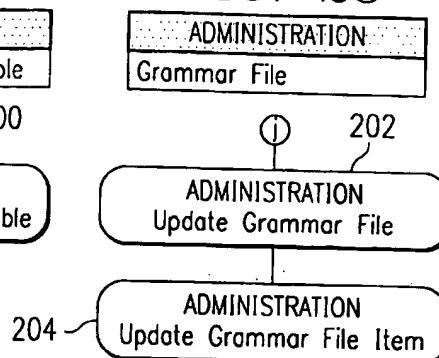 ADMINISTRATION
Grammar File
ble
00
j
202
ADMINISTRATION
Update Grammar File
ble
ADMINISTRATION
204
Update Grammar File Item